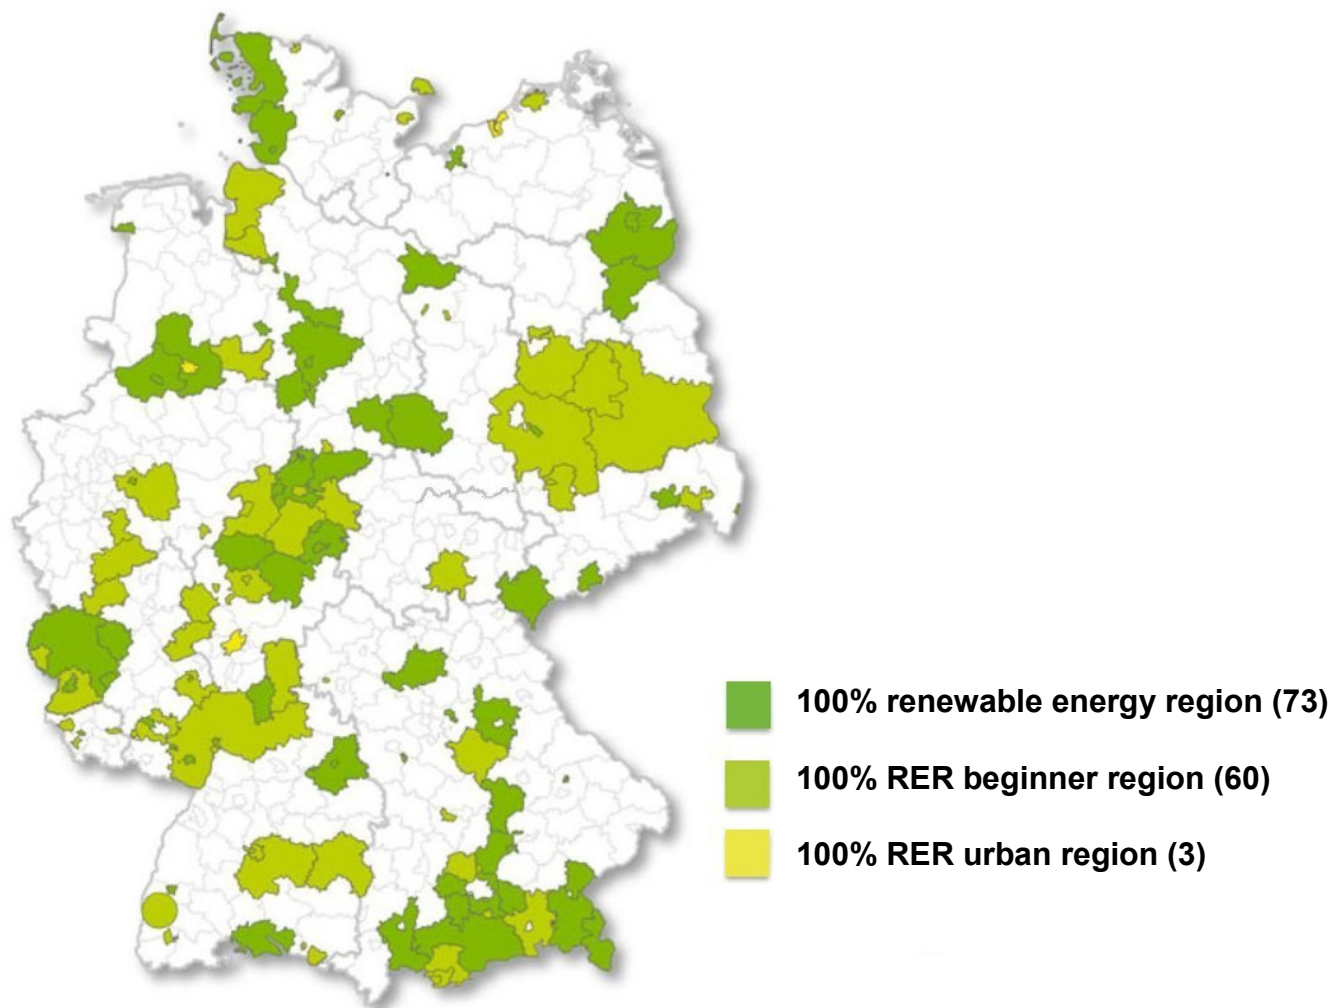 100% renewable energy region (73)
100% RER beginner region (60)
100% RER urban region (3)